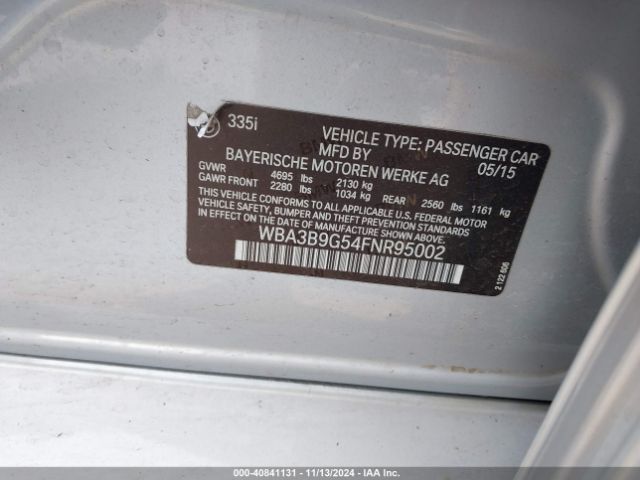 335i
VEHICLE TYPE: PASSENGER CAR
MFD BY 05/15
BAYERISCHE MOTOREN WERKE AG
GVWR 4695 lbs 2130 kg
GAWR FRONT 2280 lbs 1034 kg REAR 2560 lbs 1161 kg
THIS VEHICLE CONFORMS TO ALL APPLICABLE U.S. FEDERAL MOTOR
VEHICLE SAFETY, BUMPER AND THEFT PREVENTION STANDARDS IN
EFFECT ON THE DATE OF MANUFACTURE SHOWN ABOVE.
WBA3B9G54FNR95002
2 122 606
000-40841131 - 11/13/2024 - IAA Inc.